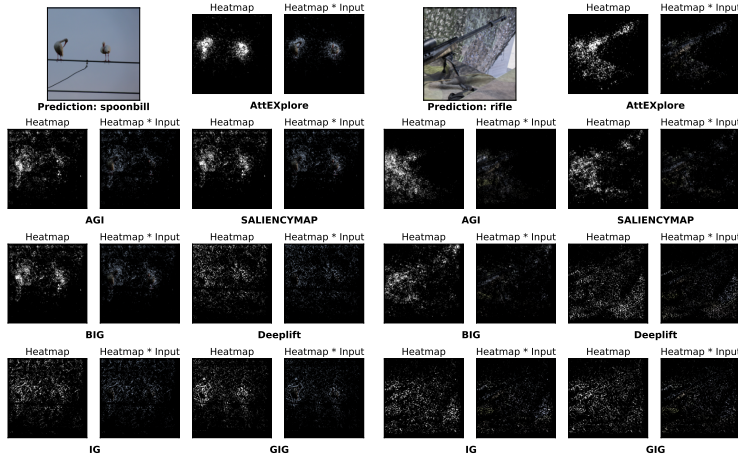 Heatmap Heatmap * Input Heatmap Heatmap * Input
Prediction: spoonbill AttEXplore Prediction: rifle AttEXplore
Heatmap Heatmap * Input Heatmap Heatmap * Input Heatmap Heatmap * Input Heatmap Heatmap * Input
AGI SALIENCYMAP AGI SALIENCYMAP
Heatmap Heatmap * Input Heatmap Heatmap * Input Heatmap Heatmap * Input Heatmap Heatmap * Input
BIG Deeplift BIG Deeplift
Heatmap Heatmap * Input Heatmap Heatmap * Input Heatmap Heatmap * Input Heatmap Heatmap * Input
IG GIG IG GIG